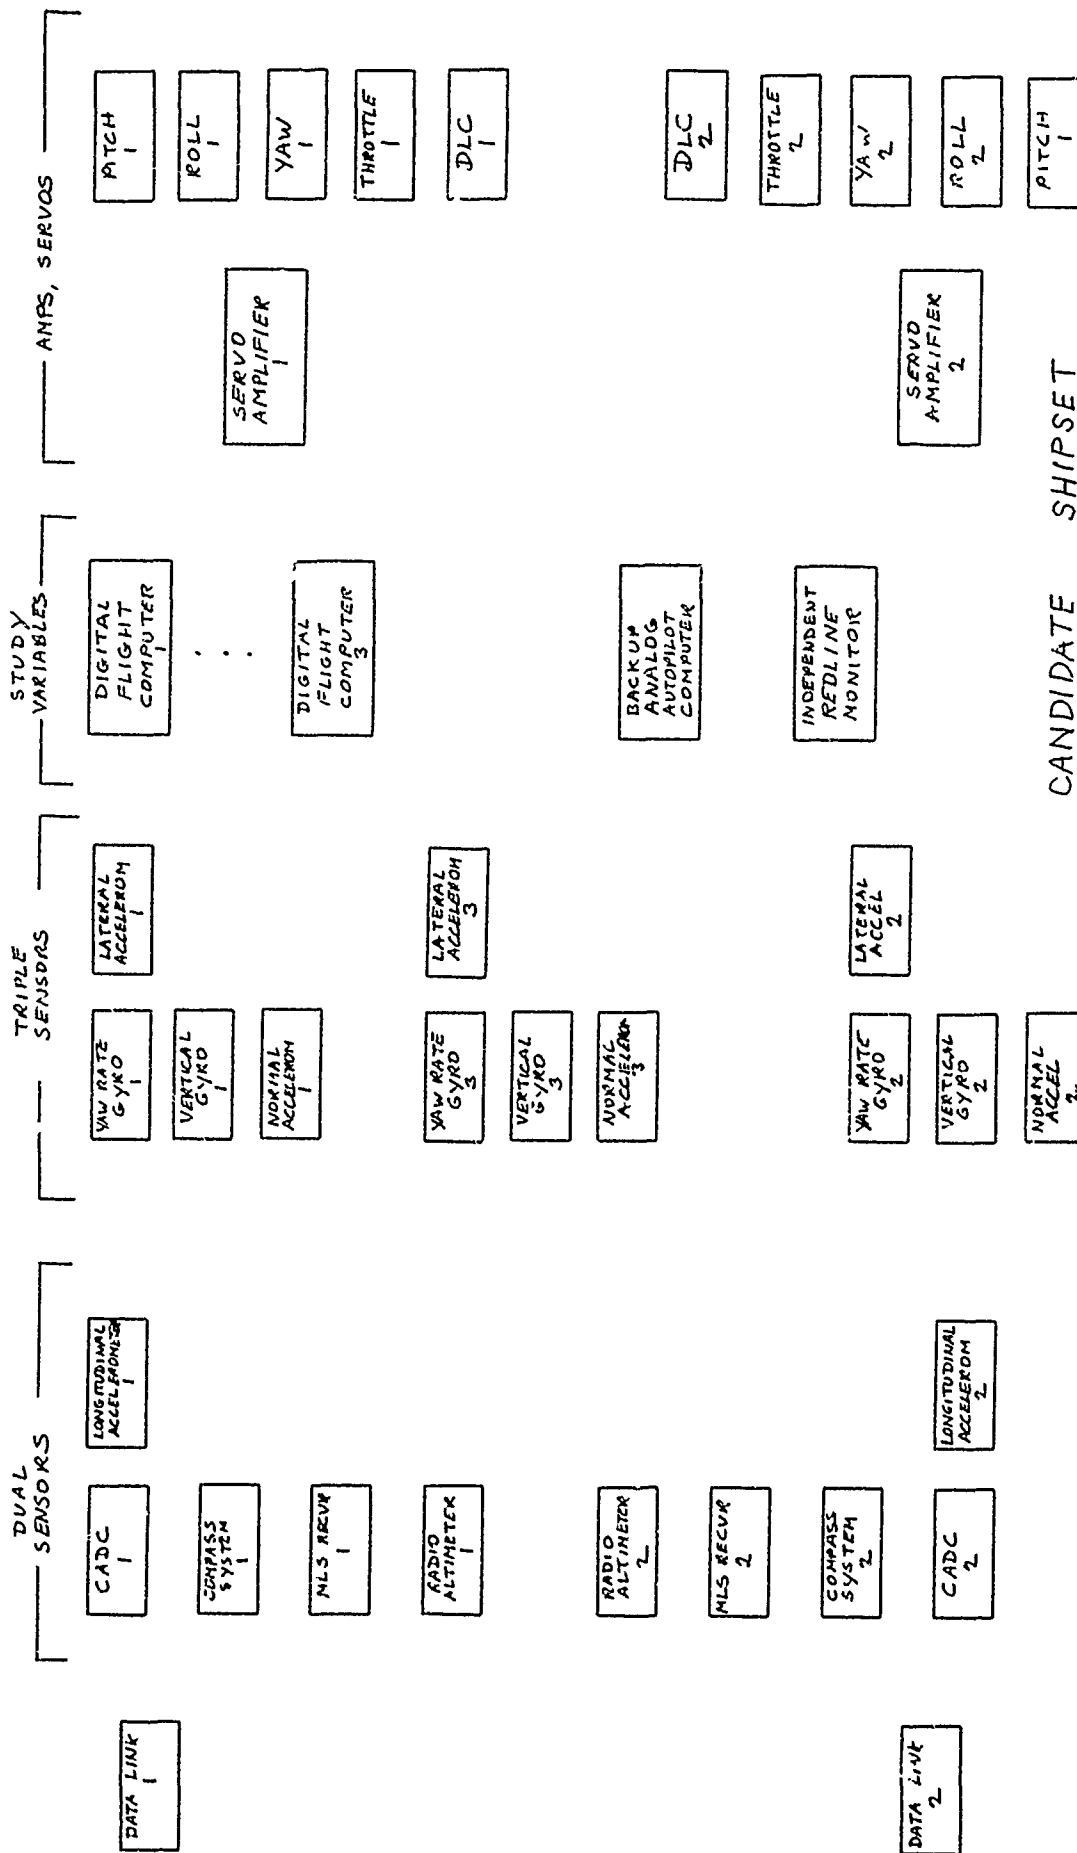 DUAL
SENSORS
TRIPLE
SENSORS
STUDY
VARIABLES
AMPS, SERVOS
DATA LINK
1
CADC
1
LONGITUDINAL
ACCELEROMETER
1
COMPASS
SYSTEM
1
MLS RECVR
1
RADIO
ALTIMETER
1
RADIO
ALTIMETER
2
MLS RECVR
2
COMPASS
SYSTEM
2
CADC
2
LONGITUDINAL
ACCELEROM
2
DATA LINK
2
YAW RATE
GYRO
1
LATERAL
ACCELEROM
1
VERTICAL
GYRO
1
NORMAL
ACCELEROM
1
YAW RATE
GYRO
3
LATERAL
ACCELEROM
3
VERTICAL
GYRO
3
NORMAL
ACCELEROM
3
YAW RATE
GYRO
2
LATERAL
ACCEL
2
VERTICAL
GYRO
2
NORMAL
ACCEL
2
DIGITAL
FLIGHT
COMPUTER
1
. . .
DIGITAL
FLIGHT
COMPUTER
3
BACKUP
ANALOG
AUTOPILOT
COMPUTER
INDEPENDENT
REDLINE
MONITOR
SERVO
AMPLIFIER
1
SERVO
AMPLIFIER
2
PITCH
1
ROLL
1
YAW
1
THROTTLE
1
DLC
1
DLC
2
THROTTLE
2
YAW
2
ROLL
2
PITCH
1
CANDIDATE SHIPSET